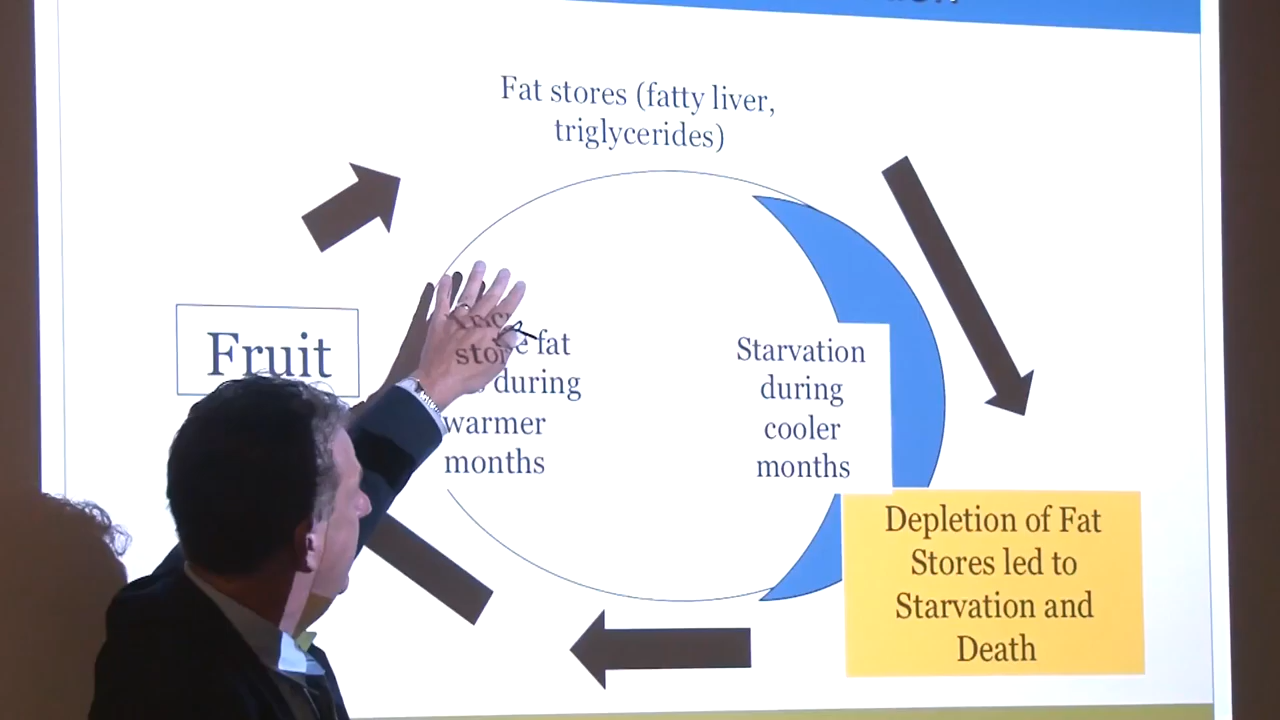 Fat stores (fatty liver,
triglycerides)
Fruit
fat
during
warmer
months
Starvation
during
cooler
months
Depletion of Fat
Stores led to
Starvation and
Death